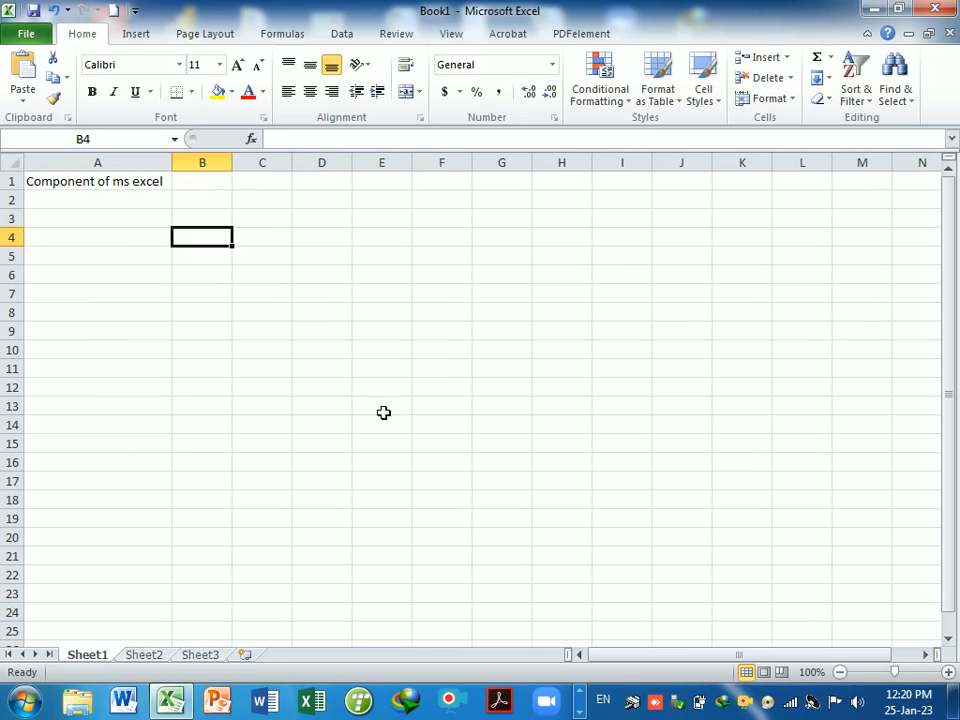 Book1 - Microsoft Excel
File Home Insert Page Layout Formulas Data Review View Acrobat PDFelement
Paste
Calibri 11
B I U
General
$ % ,
Conditional Formatting
Format as Table
Cell Styles
Insert
Delete
Format
Sort & Filter
Find & Select
Clipboard Font Alignment Number Styles Cells Editing
B4 fx
A B C D E F G H I J K L M N
1 Component of ms excel
2
3
4
5
6
7
8
9
10
11
12
13
14
15
16
17
18
19
20
21
22
23
24
25
Sheet1 Sheet2 Sheet3
Ready 100%
EN 12:20 PM
25-Jan-23